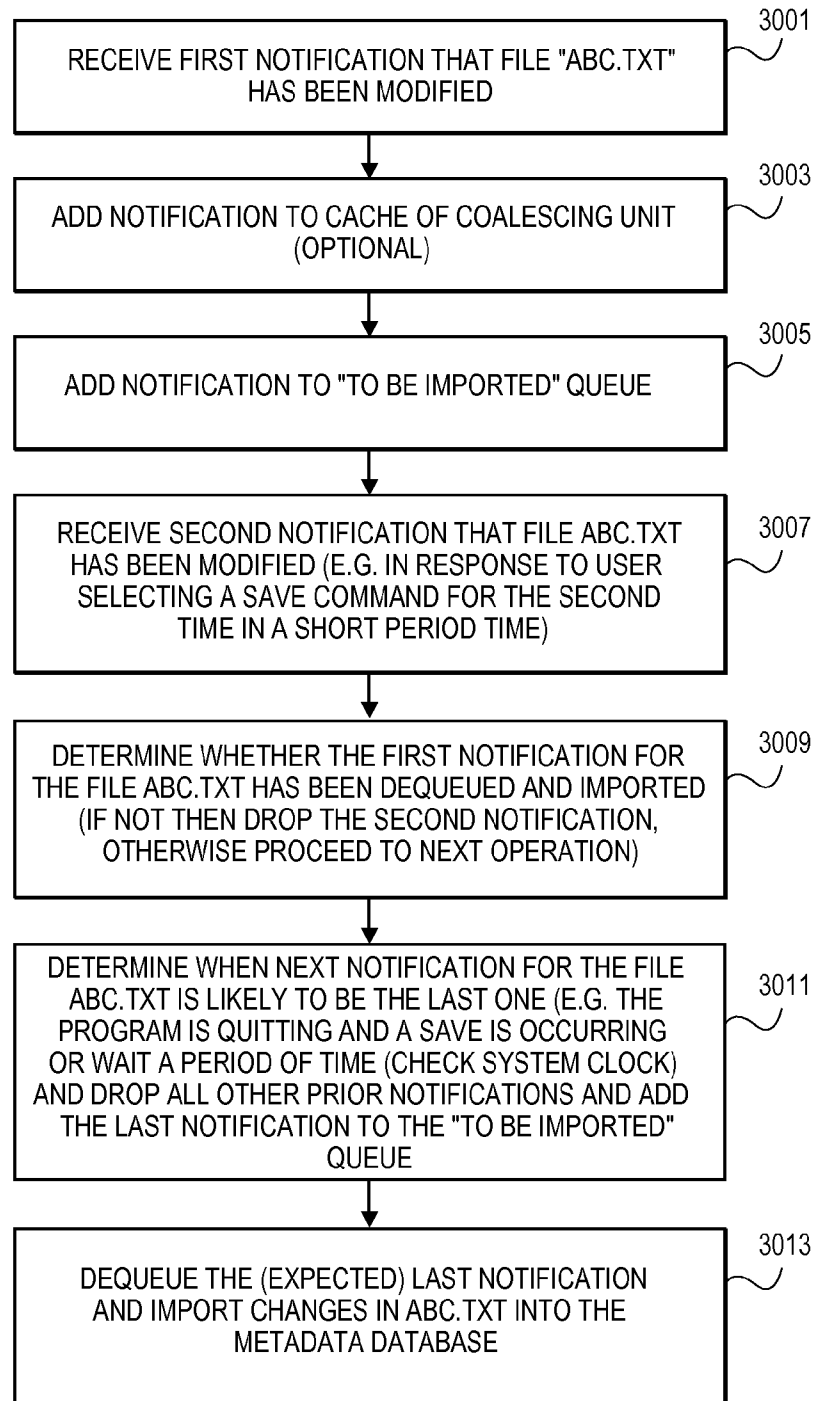 3001
RECEIVE FIRST NOTIFICATION THAT FILE "ABC.TXT"
HAS BEEN MODIFIED
3003
ADD NOTIFICATION TO CACHE OF COALESCING UNIT
(OPTIONAL)
3005
ADD NOTIFICATION TO "TO BE IMPORTED" QUEUE
3007
RECEIVE SECOND NOTIFICATION THAT FILE ABC.TXT
HAS BEEN MODIFIED (E.G. IN RESPONSE TO USER
SELECTING A SAVE COMMAND FOR THE SECOND
TIME IN A SHORT PERIOD TIME)
3009
DETERMINE WHETHER THE FIRST NOTIFICATION FOR
THE FILE ABC.TXT HAS BEEN DEQUEUED AND IMPORTED
(IF NOT THEN DROP THE SECOND NOTIFICATION,
OTHERWISE PROCEED TO NEXT OPERATION)
3011
DETERMINE WHEN NEXT NOTIFICATION FOR THE FILE
ABC.TXT IS LIKELY TO BE THE LAST ONE (E.G. THE
PROGRAM IS QUITTING AND A SAVE IS OCCURRING
OR WAIT A PERIOD OF TIME (CHECK SYSTEM CLOCK)
AND DROP ALL OTHER PRIOR NOTIFICATIONS AND ADD
THE LAST NOTIFICATION TO THE "TO BE IMPORTED"
QUEUE
3013
DEQUEUE THE (EXPECTED) LAST NOTIFICATION
AND IMPORT CHANGES IN ABC.TXT INTO THE
METADATA DATABASE